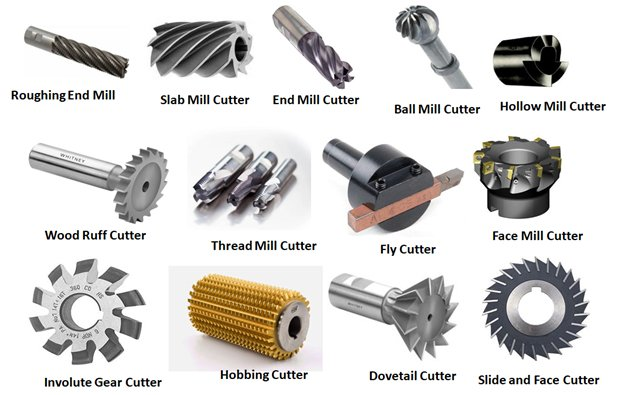 Roughing End Mill
Slab Mill Cutter
End Mill Cutter
Ball Mill Cutter
Hollow Mill Cutter
WHITNEY
Wood Ruff Cutter
Thread Mill Cutter
Fly Cutter
Face Mill Cutter
Involute Gear Cutter
Hobbing Cutter
Dovetail Cutter
Slide and Face Cutter